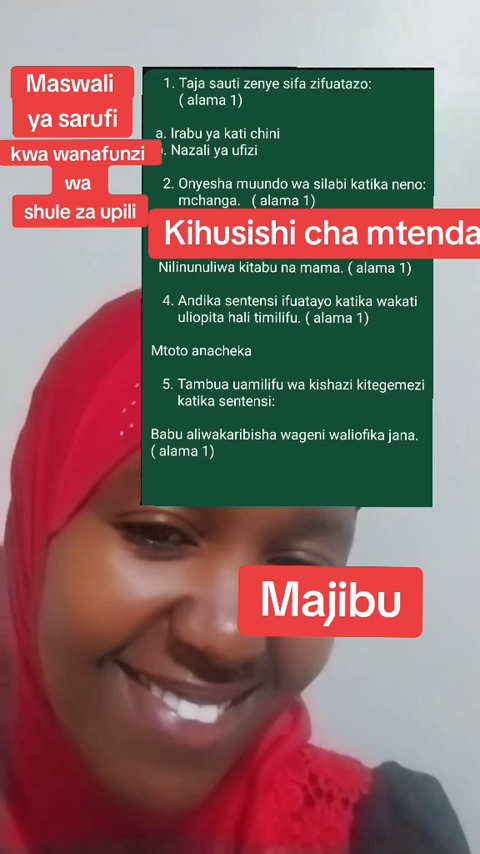 Maswali
ya sarufi
kwa wanafunzi
wa
shule za upili
1. Taja sauti zenye sifa zifuatazo:
( alama 1)
a. Irabu ya kati chini
. Nazali ya ufizi
2. Onyesha muundo wa silabi katika neno:
mchanga. ( alama 1)
Kihusishi cha mtenda
Nilinunuliwa kitabu na mama. ( alama 1)
4. Andika sentensi ifuatayo katika wakati
uliopita hali timilifu. ( alama 1)
Mtoto anacheka
5. Tambua uamilifu wa kishazi kitegemezi
katika sentensi:
Babu aliwakaribisha wageni waliofika jana.
( alama 1)
Majibu